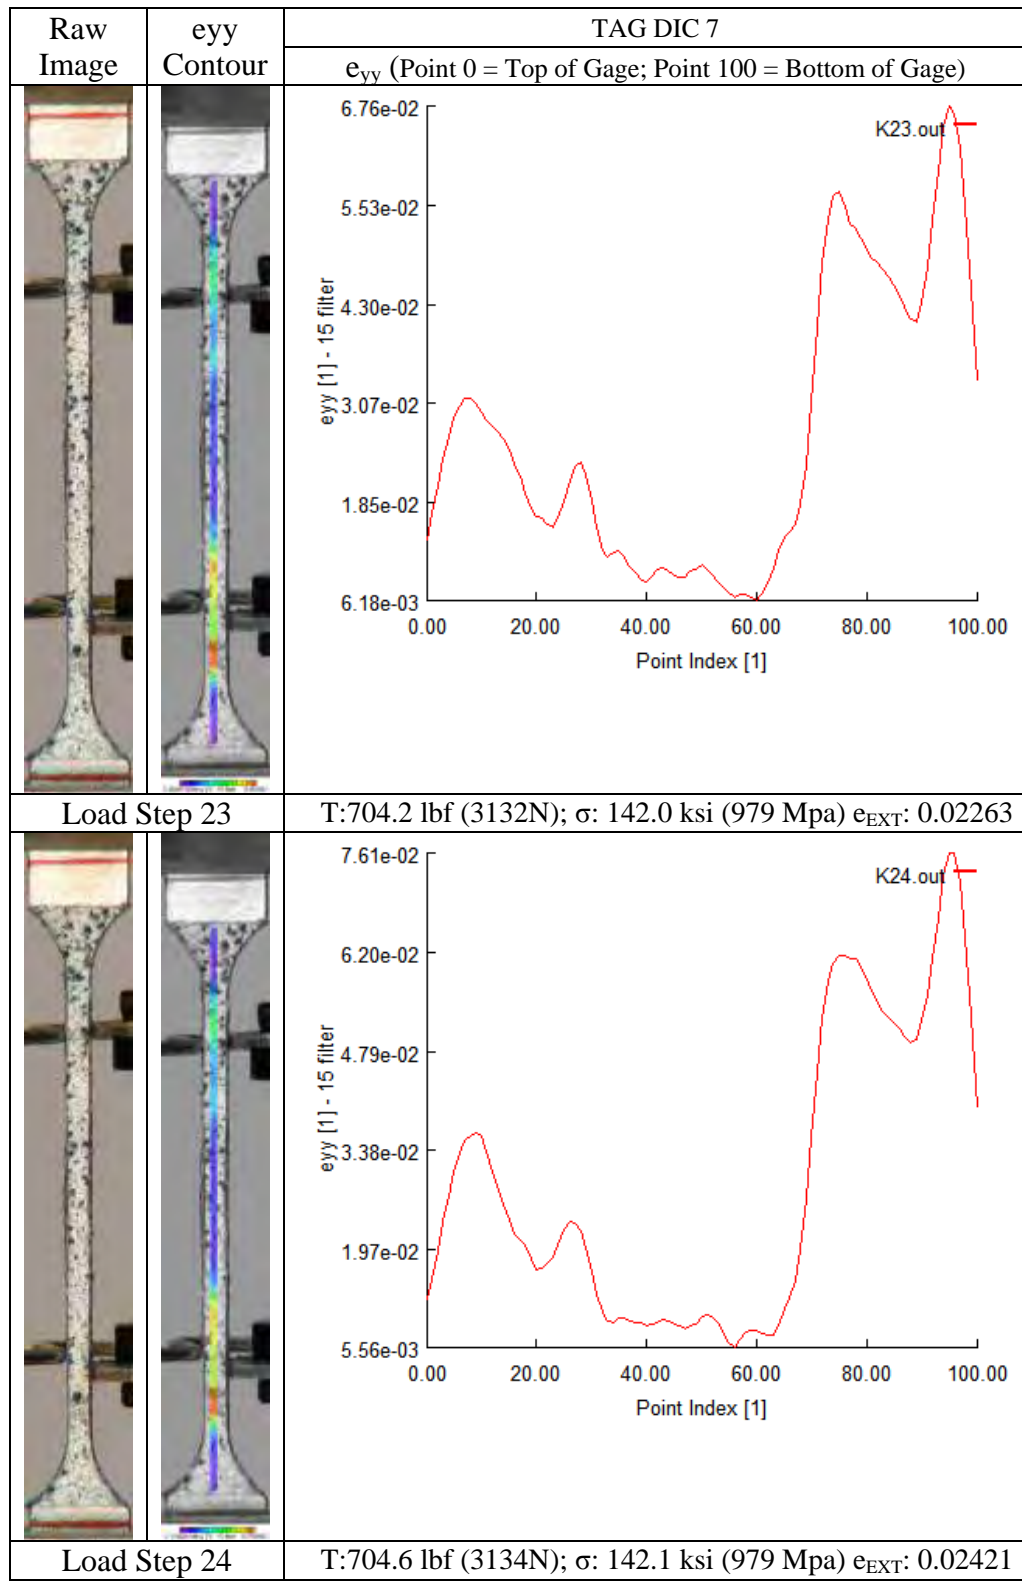 Raw Image
eyy Contour
TAG DIC 7
eyy (Point 0 = Top of Gage; Point 100 = Bottom of Gage)
6.76e-02
K23.out
5.53e-02
4.30e-02
eyy [1] - 15 filter
3.07e-02
1.85e-02
6.18e-03
0.00 20.00 40.00 60.00 80.00 100.00
Point Index [1]
Load Step 23
T:704.2 lbf (3132N); σ: 142.0 ksi (979 Mpa) eEXT: 0.02263
7.61e-02
K24.out
6.20e-02
4.79e-02
eyy [1] - 15 filter
3.38e-02
1.97e-02
5.56e-03
0.00 20.00 40.00 60.00 80.00 100.00
Point Index [1]
Load Step 24
T:704.6 lbf (3134N); σ: 142.1 ksi (979 Mpa) eEXT: 0.02421